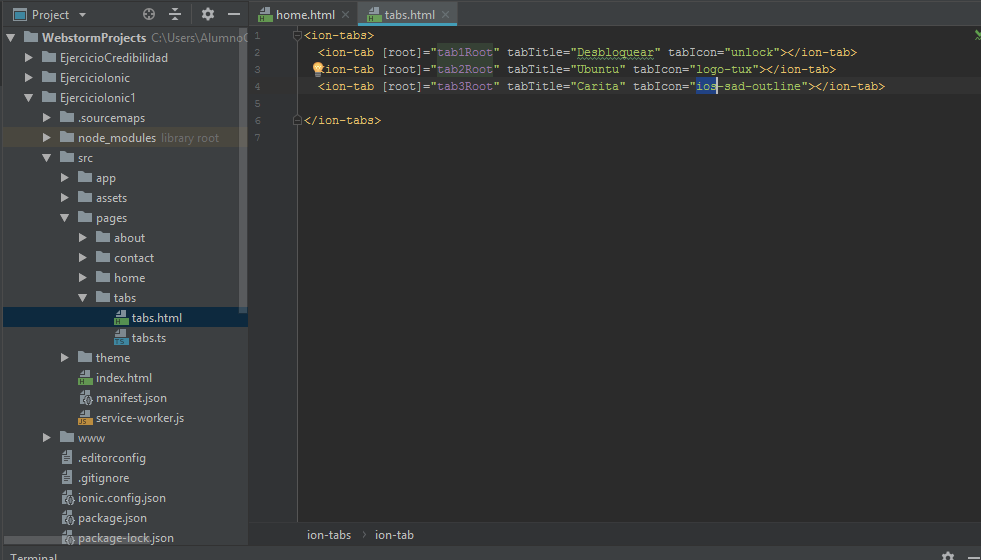 Project
WebstormProjects C:\Users\Alumno
EjercicioCredibilidad
EjercicioIonic
EjercicioIonic1
.sourcemaps
node_modules library root
src
app
assets
pages
about
contact
home
tabs
tabs.html
tabs.ts
theme
index.html
manifest.json
service-worker.js
www
.editorconfig
.gitignore
ionic.config.json
package.json
package-lock.json
Terminal
home.html
tabs.html
1 <ion-tabs>
2 <ion-tab [root]="tab1Root" tabTitle="Desbloquear" tabIcon="unlock"></ion-tab>
3 <ion-tab [root]="tab2Root" tabTitle="Ubuntu" tabIcon="logo-tux"></ion-tab>
4 <ion-tab [root]="tab3Root" tabTitle="Carita" tabIcon="ios-sad-outline"></ion-tab>
5
6 </ion-tabs>
7
ion-tabs > ion-tab